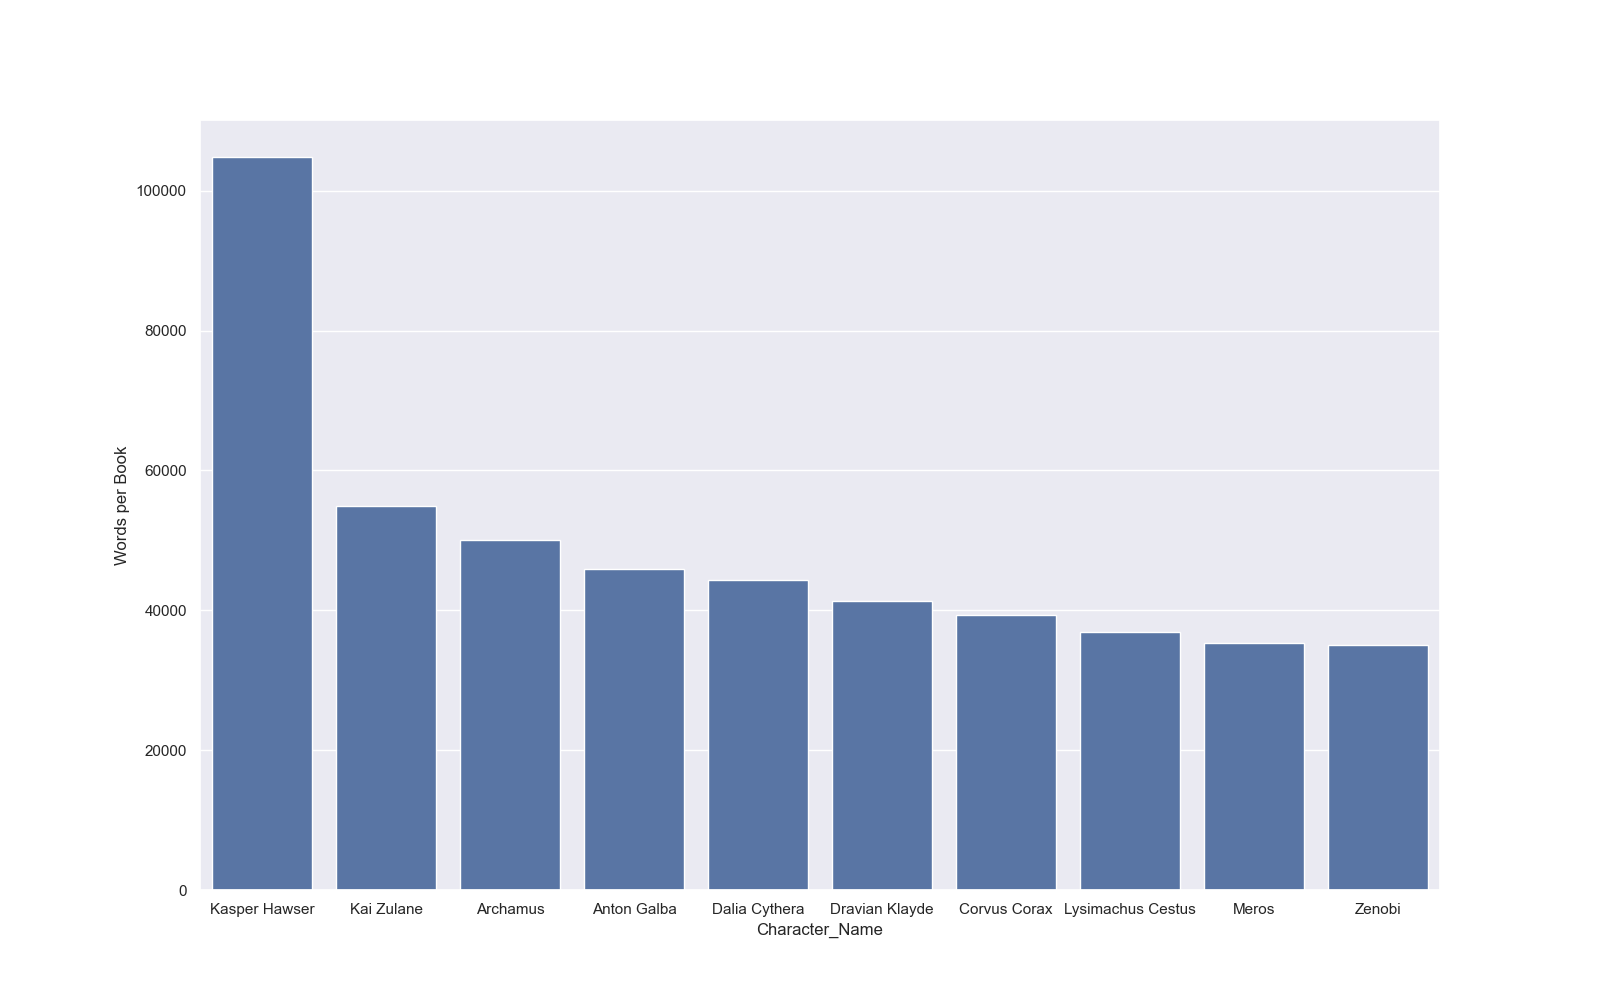 100000
80000
60000
40000
20000
0
Words per Book
Kasper Hawser Kai Zulane Archamus Anton Galba Dalia Cythera Dravian Klayde Corvus Corax Lysimachus Cestus Meros Zenobi
Character_Name